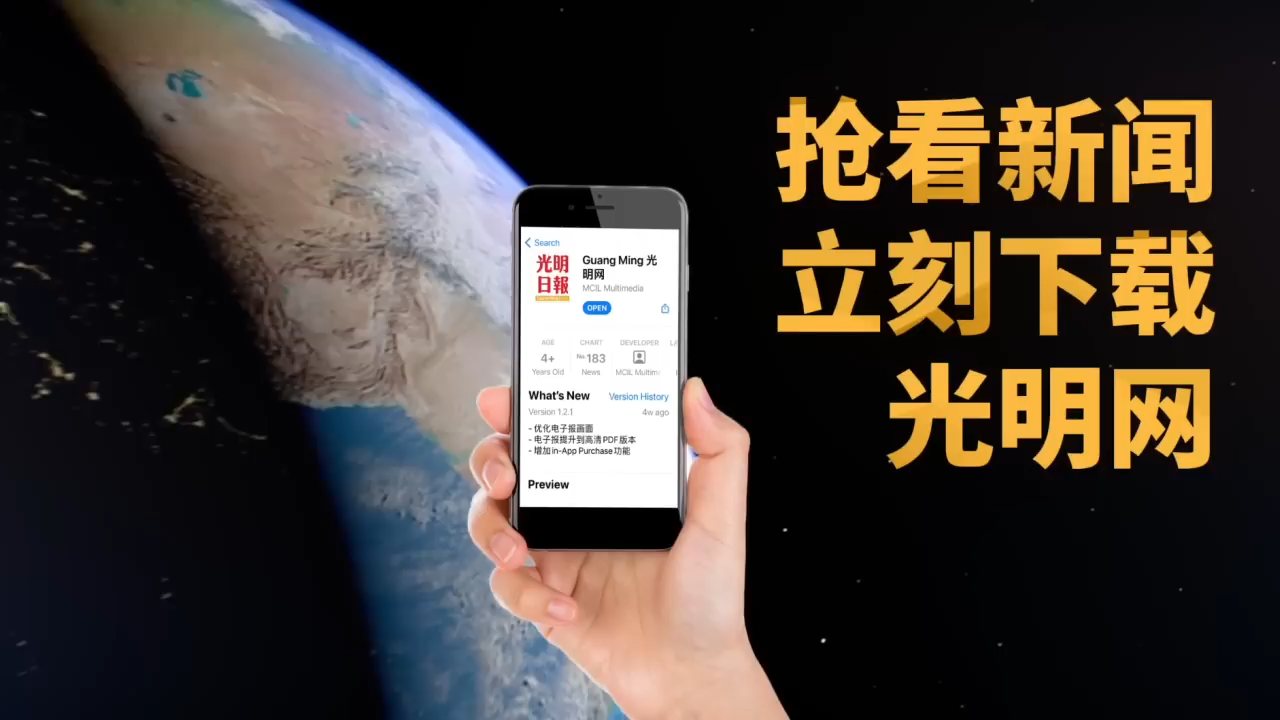 抢看新闻
立刻下载
光明网
Search
光明
日報
Guang Ming 光
明网
MCIL Multimedia
OPEN
AGE
CHART
DEVELOPER
4+
No.183
Years Old
News
MCIL Multim
What's New
Version History
Version 1.2.1
4w ago
- 优化电子报画面
- 电子报提升到高清PDF版本
- 增加in-App Purchase功能
Preview